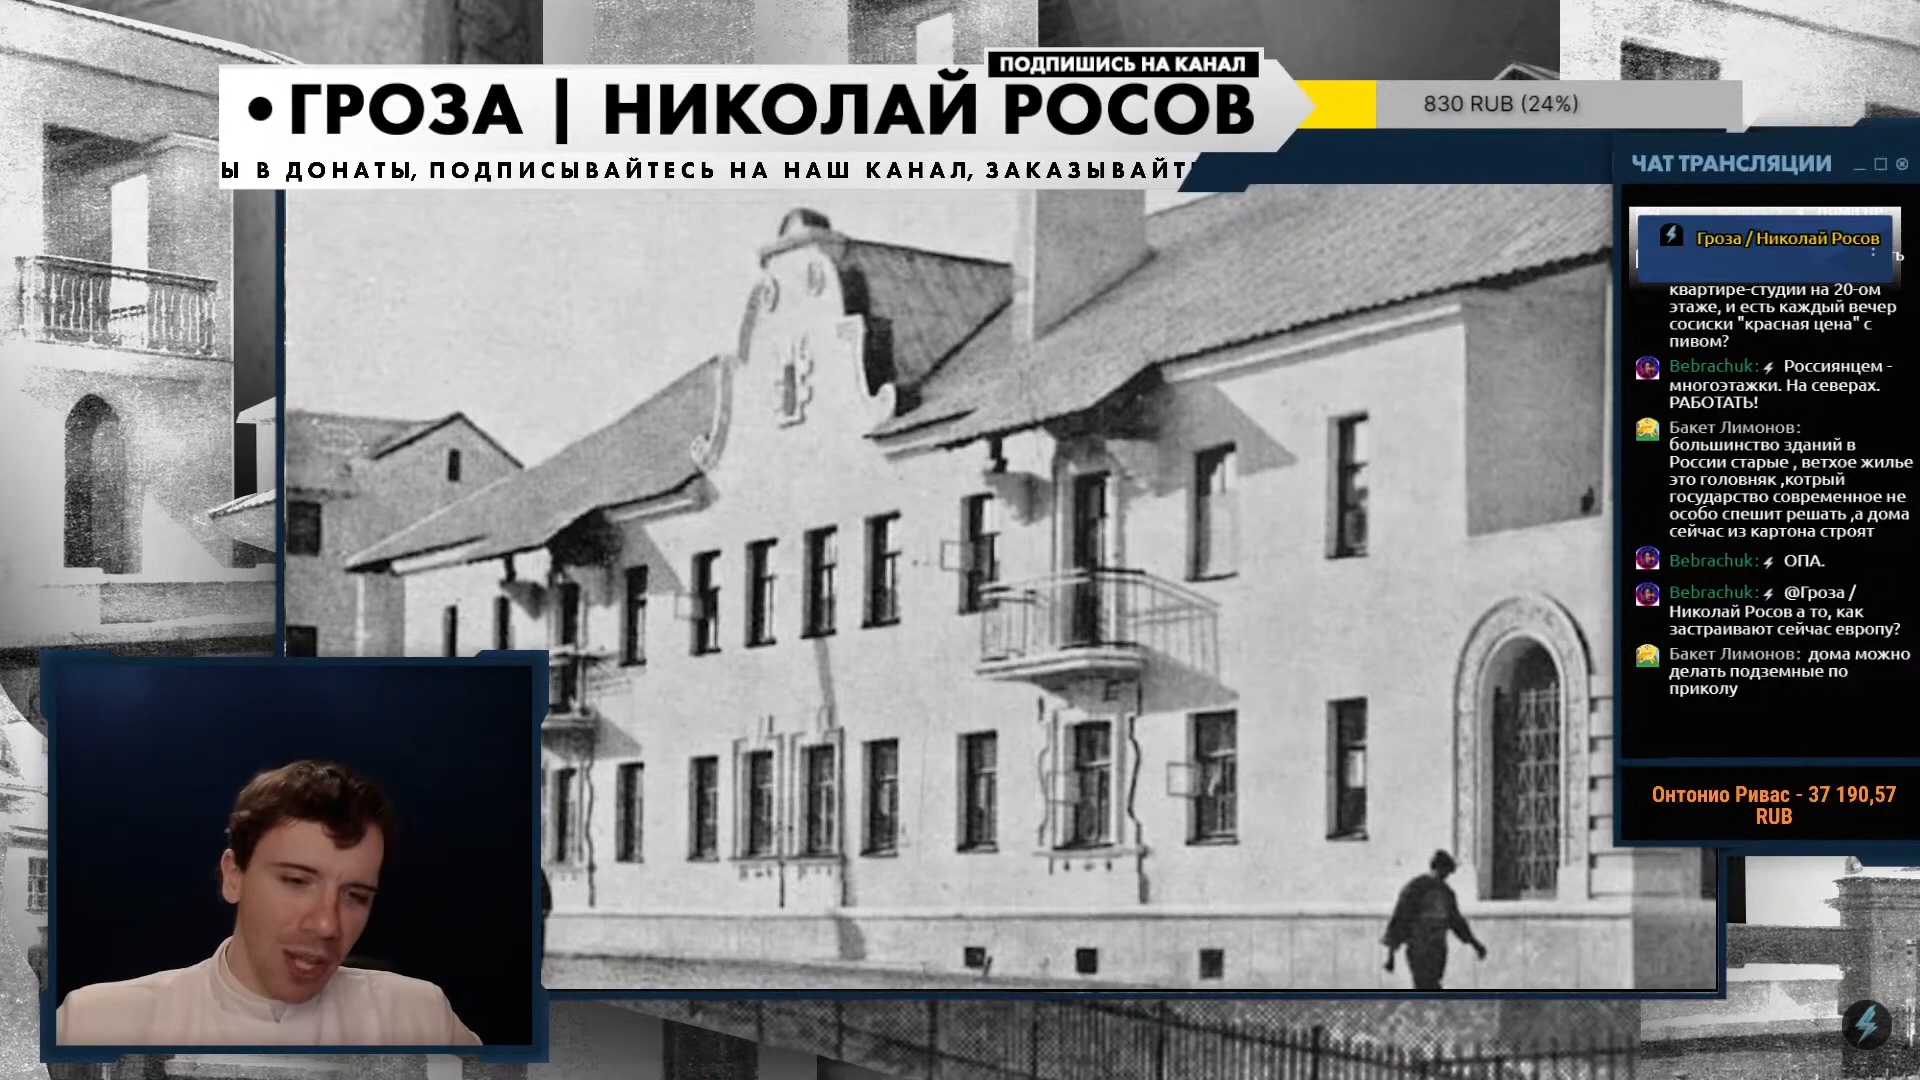 ПОДПИШИСЬ НА КАНАЛ
• ГРОЗА | НИКОЛАЙ РОСОВ
830 RUB (24%)
Ы В ДОНАТЫ, ПОДПИСЫВАЙТЕСЬ НА НАШ КАНАЛ, ЗАКАЗЫВАЙТ
ЧАТ ТРАНСЛЯЦИИ
Гроза / Николай Росов
квартире-студии на 20-ом
этаже, и есть каждый вечер
сосиски "красная цена" с
пивом?
Bebrachuk: Россиянцем -
многоэтажки. На северах.
РАБОТАТЬ!
Бакет Лимонов:
большинство зданий в
России старые , ветхое жилье
это головняк ,котрый
государство современное не
особо спешит решать ,а дома
сейчас из картона строят
Bebrachuk: ОПА.
Bebrachuk: @Гроза /
Николай Росов а то, как
застраивают сейчас европу?
Бакет Лимонов: дома можно
делать подземные по
приколу
Онтонио Ривас - 37 190,57
RUB